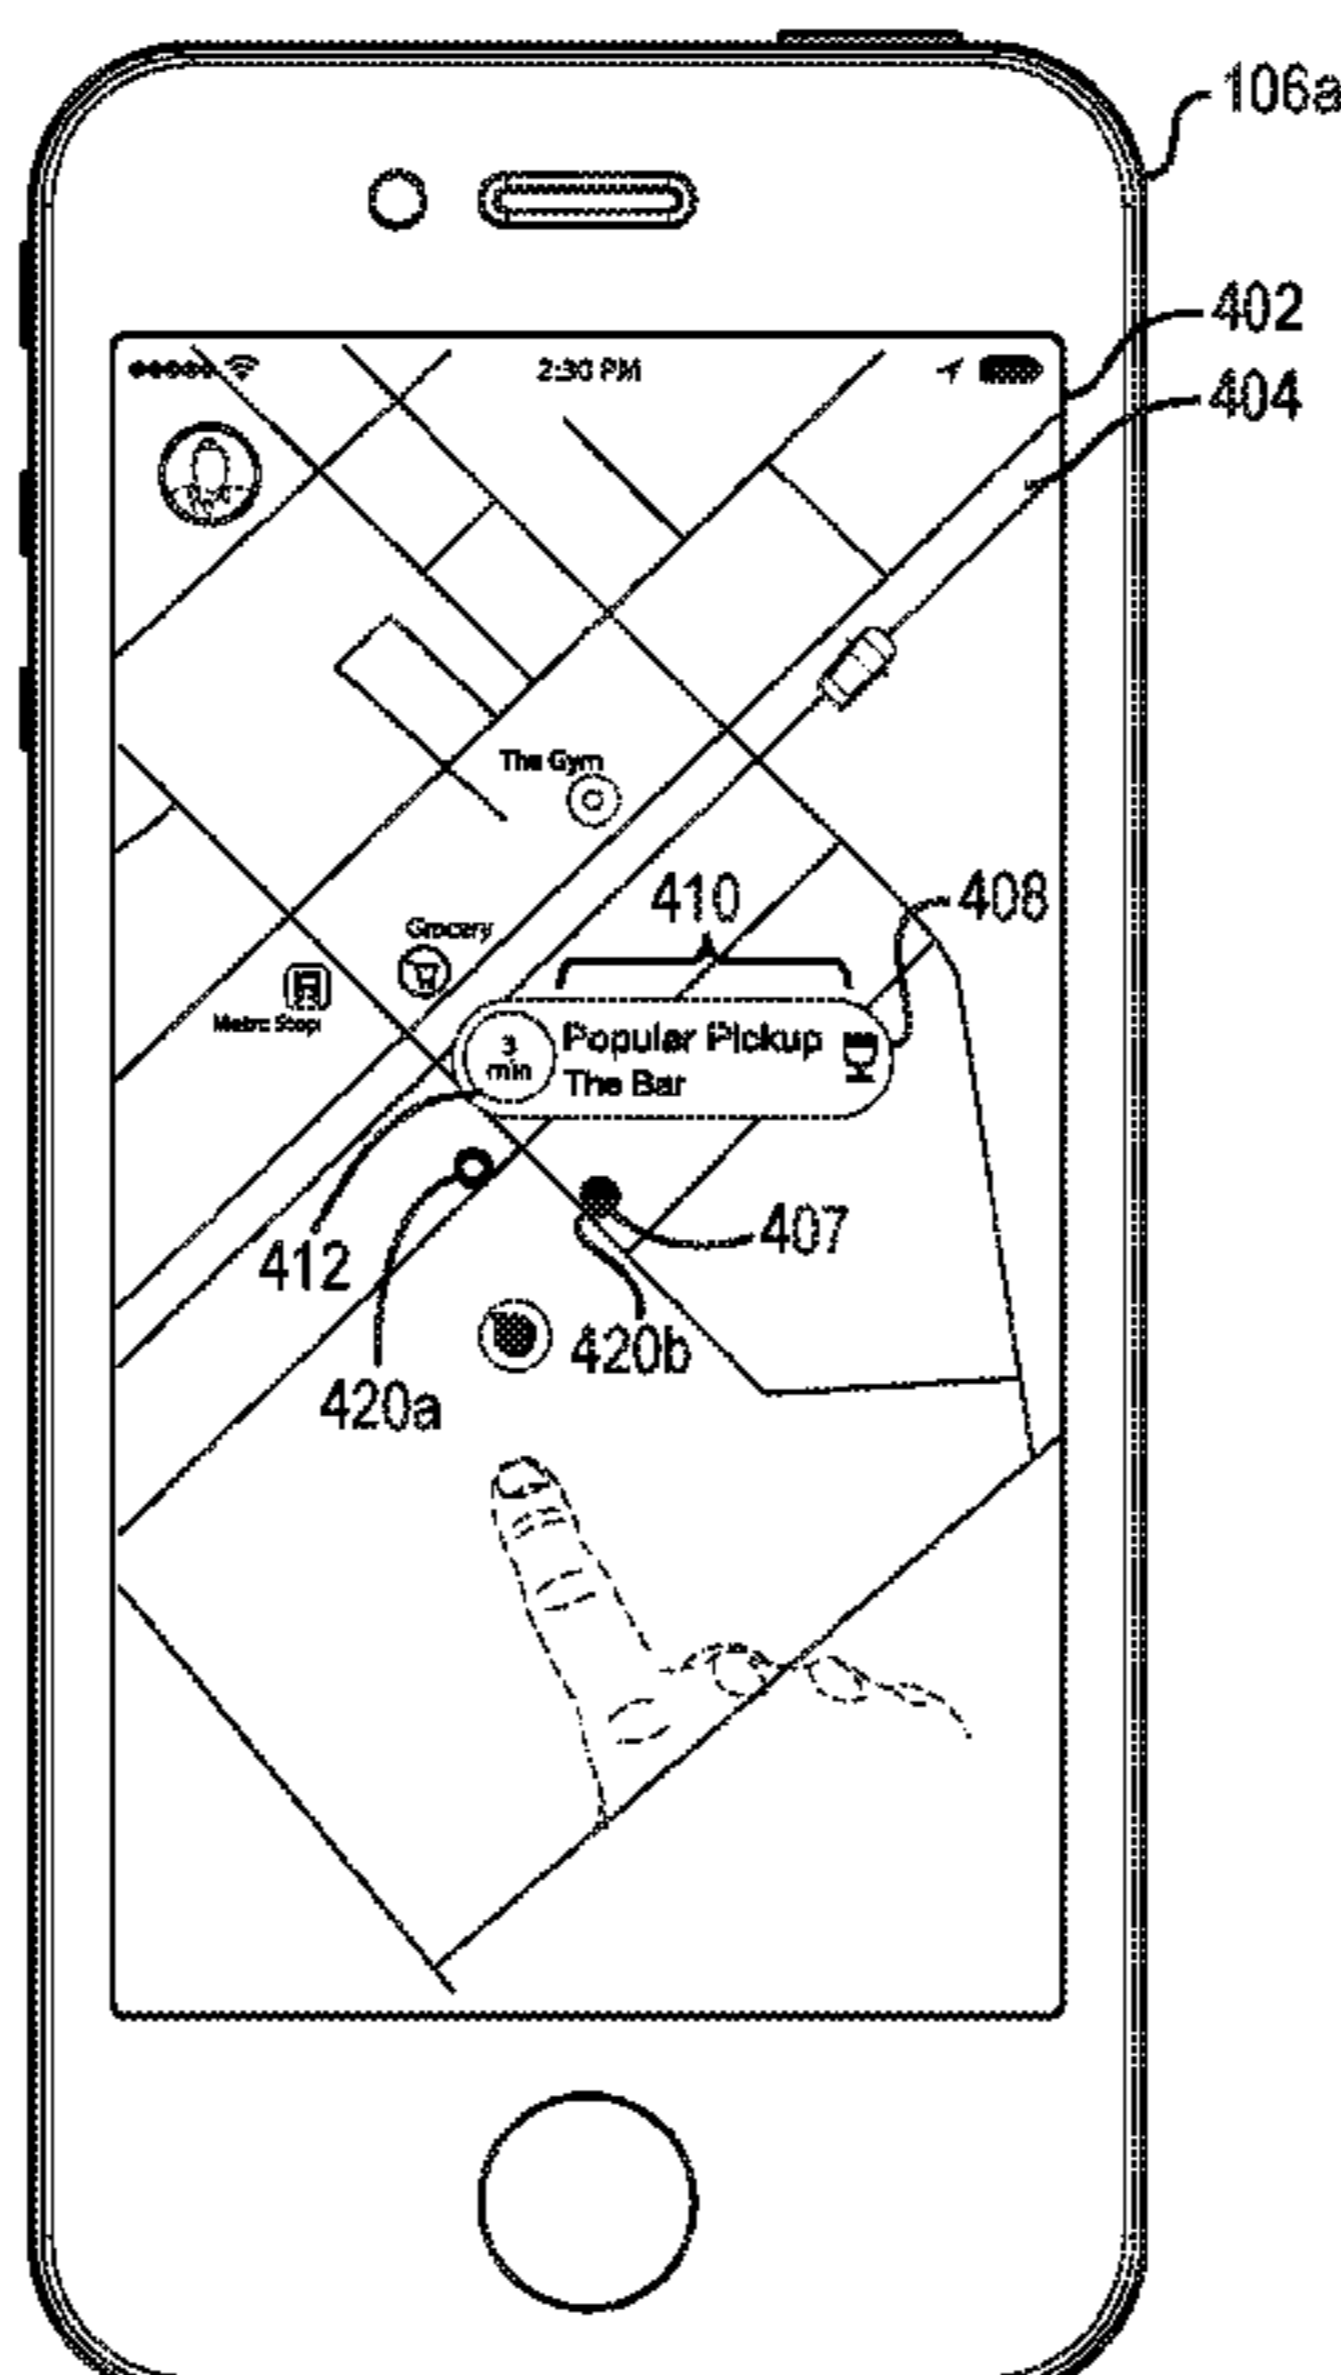 106a
402
2:30 PM
404
The Gym
410
408
Grocery
Metro Stop
3
min
Popular Pickup
The Bar
407
412
420b
420a